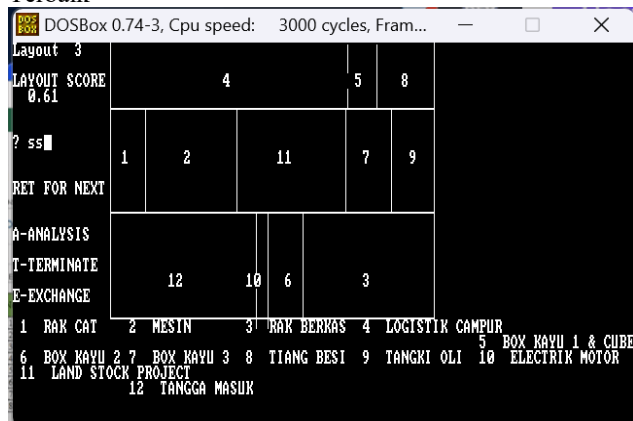 DOSBox 0.74-3, Cpu speed: 3000 cycles, Fram...
Layout 3
LAYOUT SCORE
0.61
4 5 8
? ss
1 2 11 7 9
RET FOR NEXT
A-ANALYSIS
T-TERMINATE
E-EXCHANGE
12 10 6 3
1 RAK CAT 2 MESIN 3 RAK BERKAS 4 LOGISTIK CAMPUR
5 BOX KAYU 1 & CUBE
6 BOX KAYU 2 7 BOX KAYU 3 8 TIANG BESI 9 TANGKI OLI 10 ELECTRIK MOTOR
11 LAND STOCK PROJECT
12 TANGGA MASUK